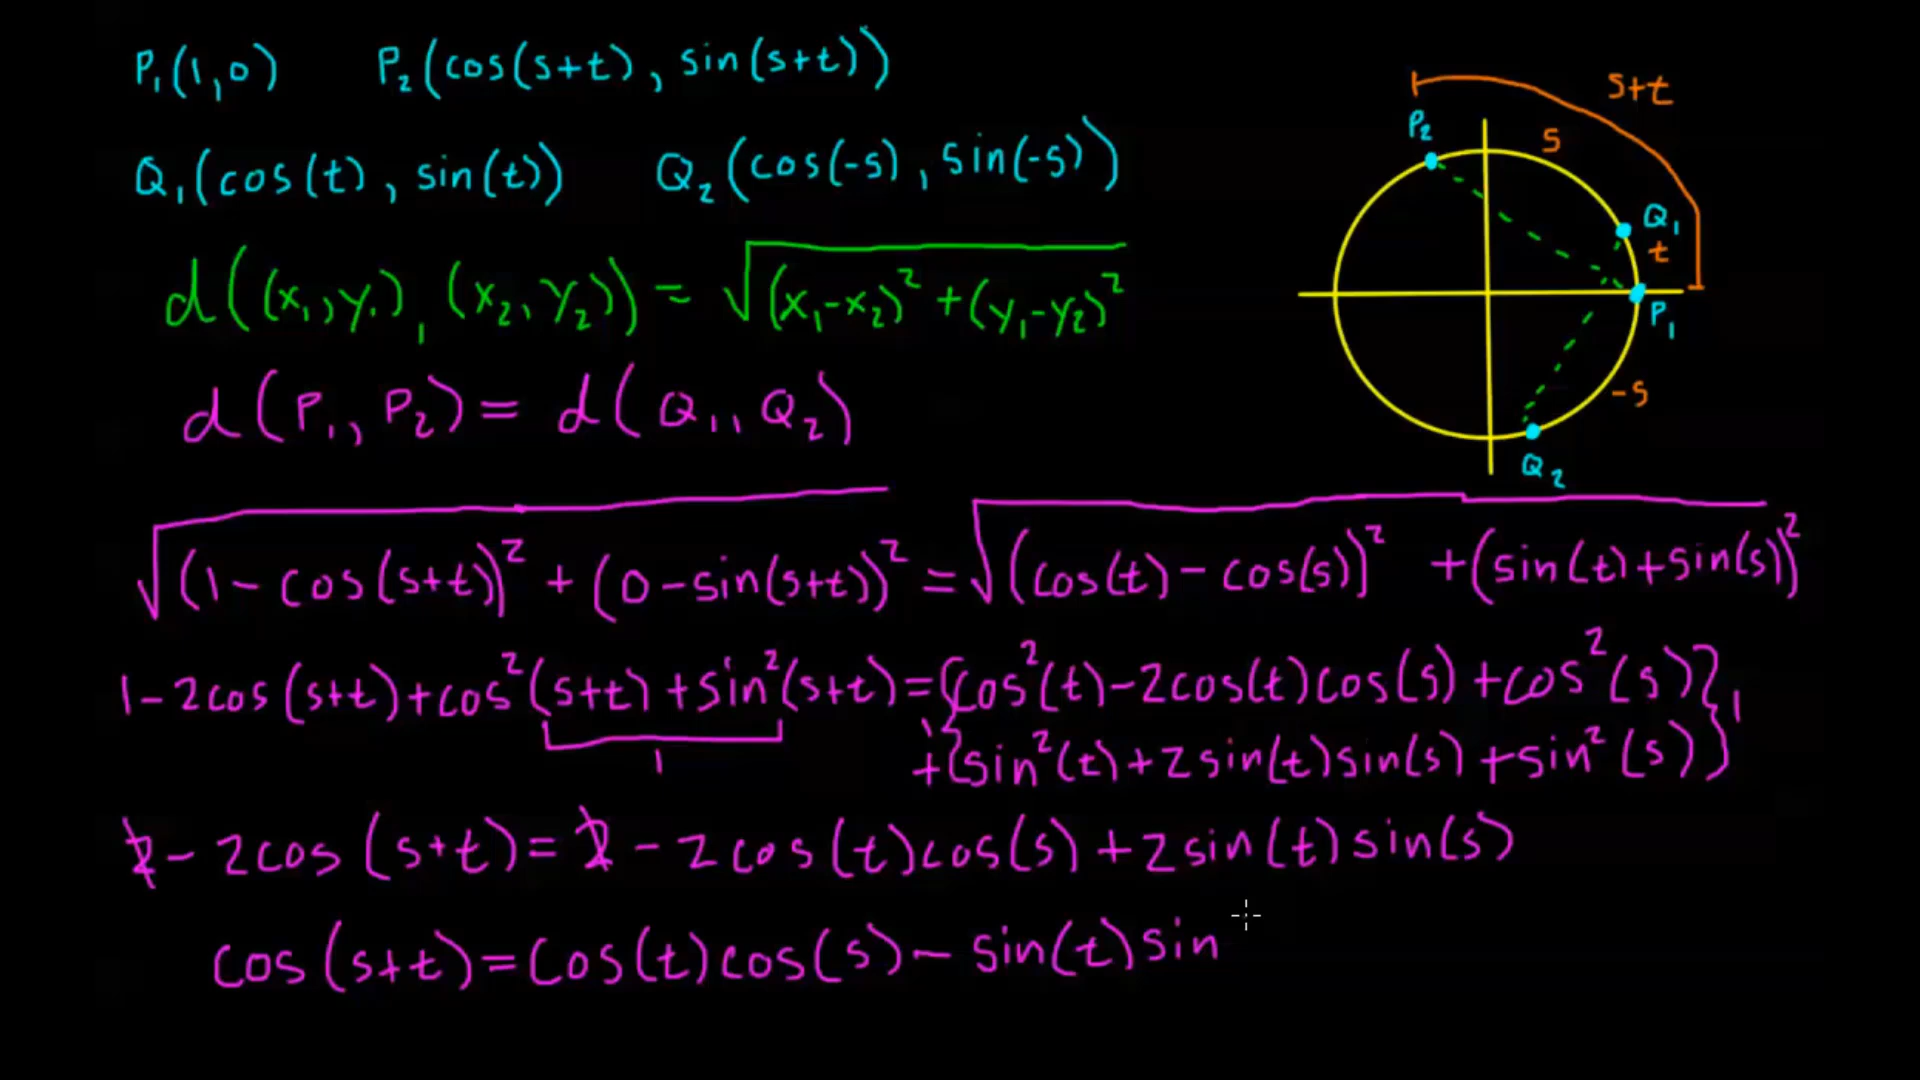 P₁(1,0) P₂(cos(s+t), sin(s+t))
Q₁(cos(t), sin(t)) Q₂(cos(-s), sin(-s))
d((x₁,y₁), (x₂,y₂)) = √((x₁-x₂)² + (y₁-y₂)²
d(P₁, P₂) = d(Q₁, Q₂)
√((1-cos(s+t))² + (0-sin(s+t))²) = √((cos(t)-cos(s))² + (sin(t)+sin(s))²)
1-2cos(s+t)+cos²(s+t)+sin²(s+t)={cos²(t)-2cos(t)cos(s)+cos²(s)}
1
1
1
+{sin²(t)+2sin(t)sin(s)+sin²(s)}
2-2cos(s+t)=2-2cos(t)cos(s)+2sin(t)sin(s)
cos(s+t)=cos(t)cos(s)-sin(t)sin
s+t
P₂
s
Q₁
t
P₁
-s
Q₂